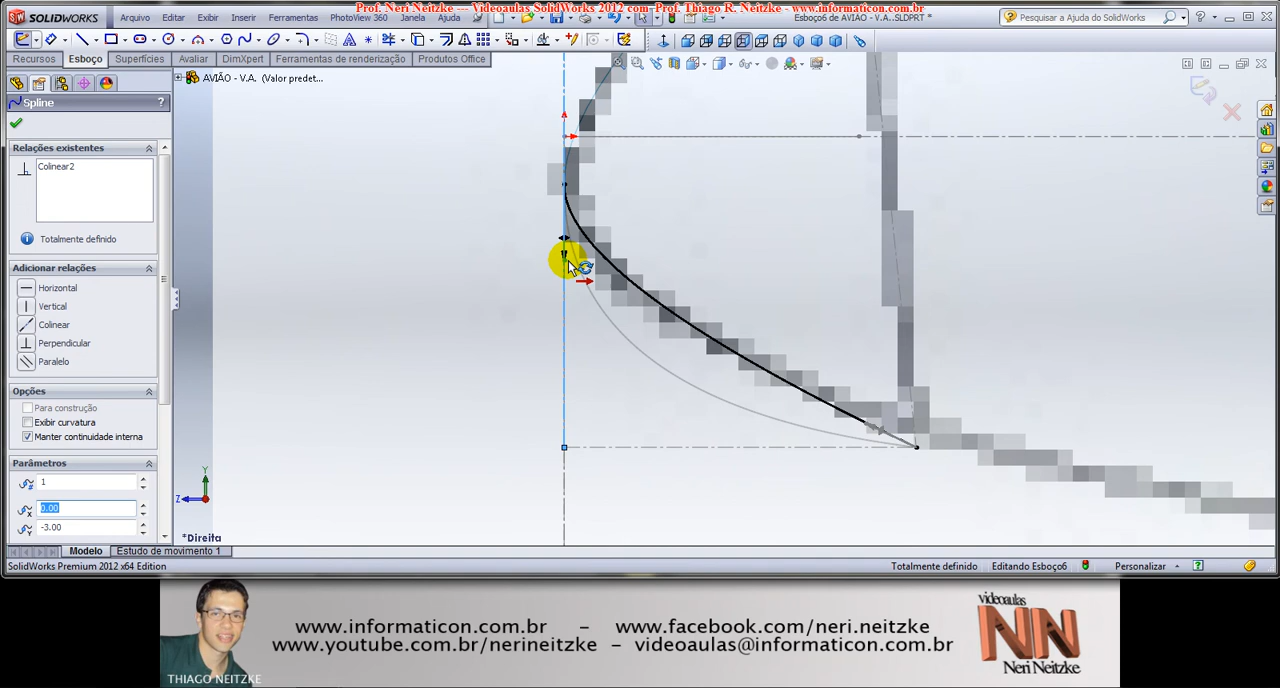 Prof. Neri Neitzke --- Videoaulas SolidWorks 2012 com Prof. Thiago R. Neitzke
SOLIDWORKS
Arquivo Editar Exibir Inserir Ferramentas PhotoView 360 Toolbox Janela Ajuda
Esboço6 de AVIÃO - V.A...SLDPRT *
Pesquisar a Ajuda do SolidWorks
Recursos Esboço Superfícies Avaliar DimXpert Ferramentas de renderização Produtos Office
AVIÃO - V.A. (Valor predet...
Spline ?
Relações existentes
Colinear2
Totalmente definido
Adicionar relações
Horizontal
Vertical
Colinear
Perpendicular
Paralelo
Opções
Para construção
Exibir curvatura
Manter continuidade interna
Parâmetros
1
0.00
-3.00
Y
Z
*Direita
Modelo Estudo de movimento 1
SolidWorks Premium 2012 x64 Edition
Totalmente definido Editando Esboço6 Personalizar
www.informaticon.com.br - www.facebook.com/neri.neitzke
www.youtube.com.br/nerineitzke - videoaulas@informaticon.com.br
THIAGO NEITZKE
videoaulas
NN
Neri Neitzke